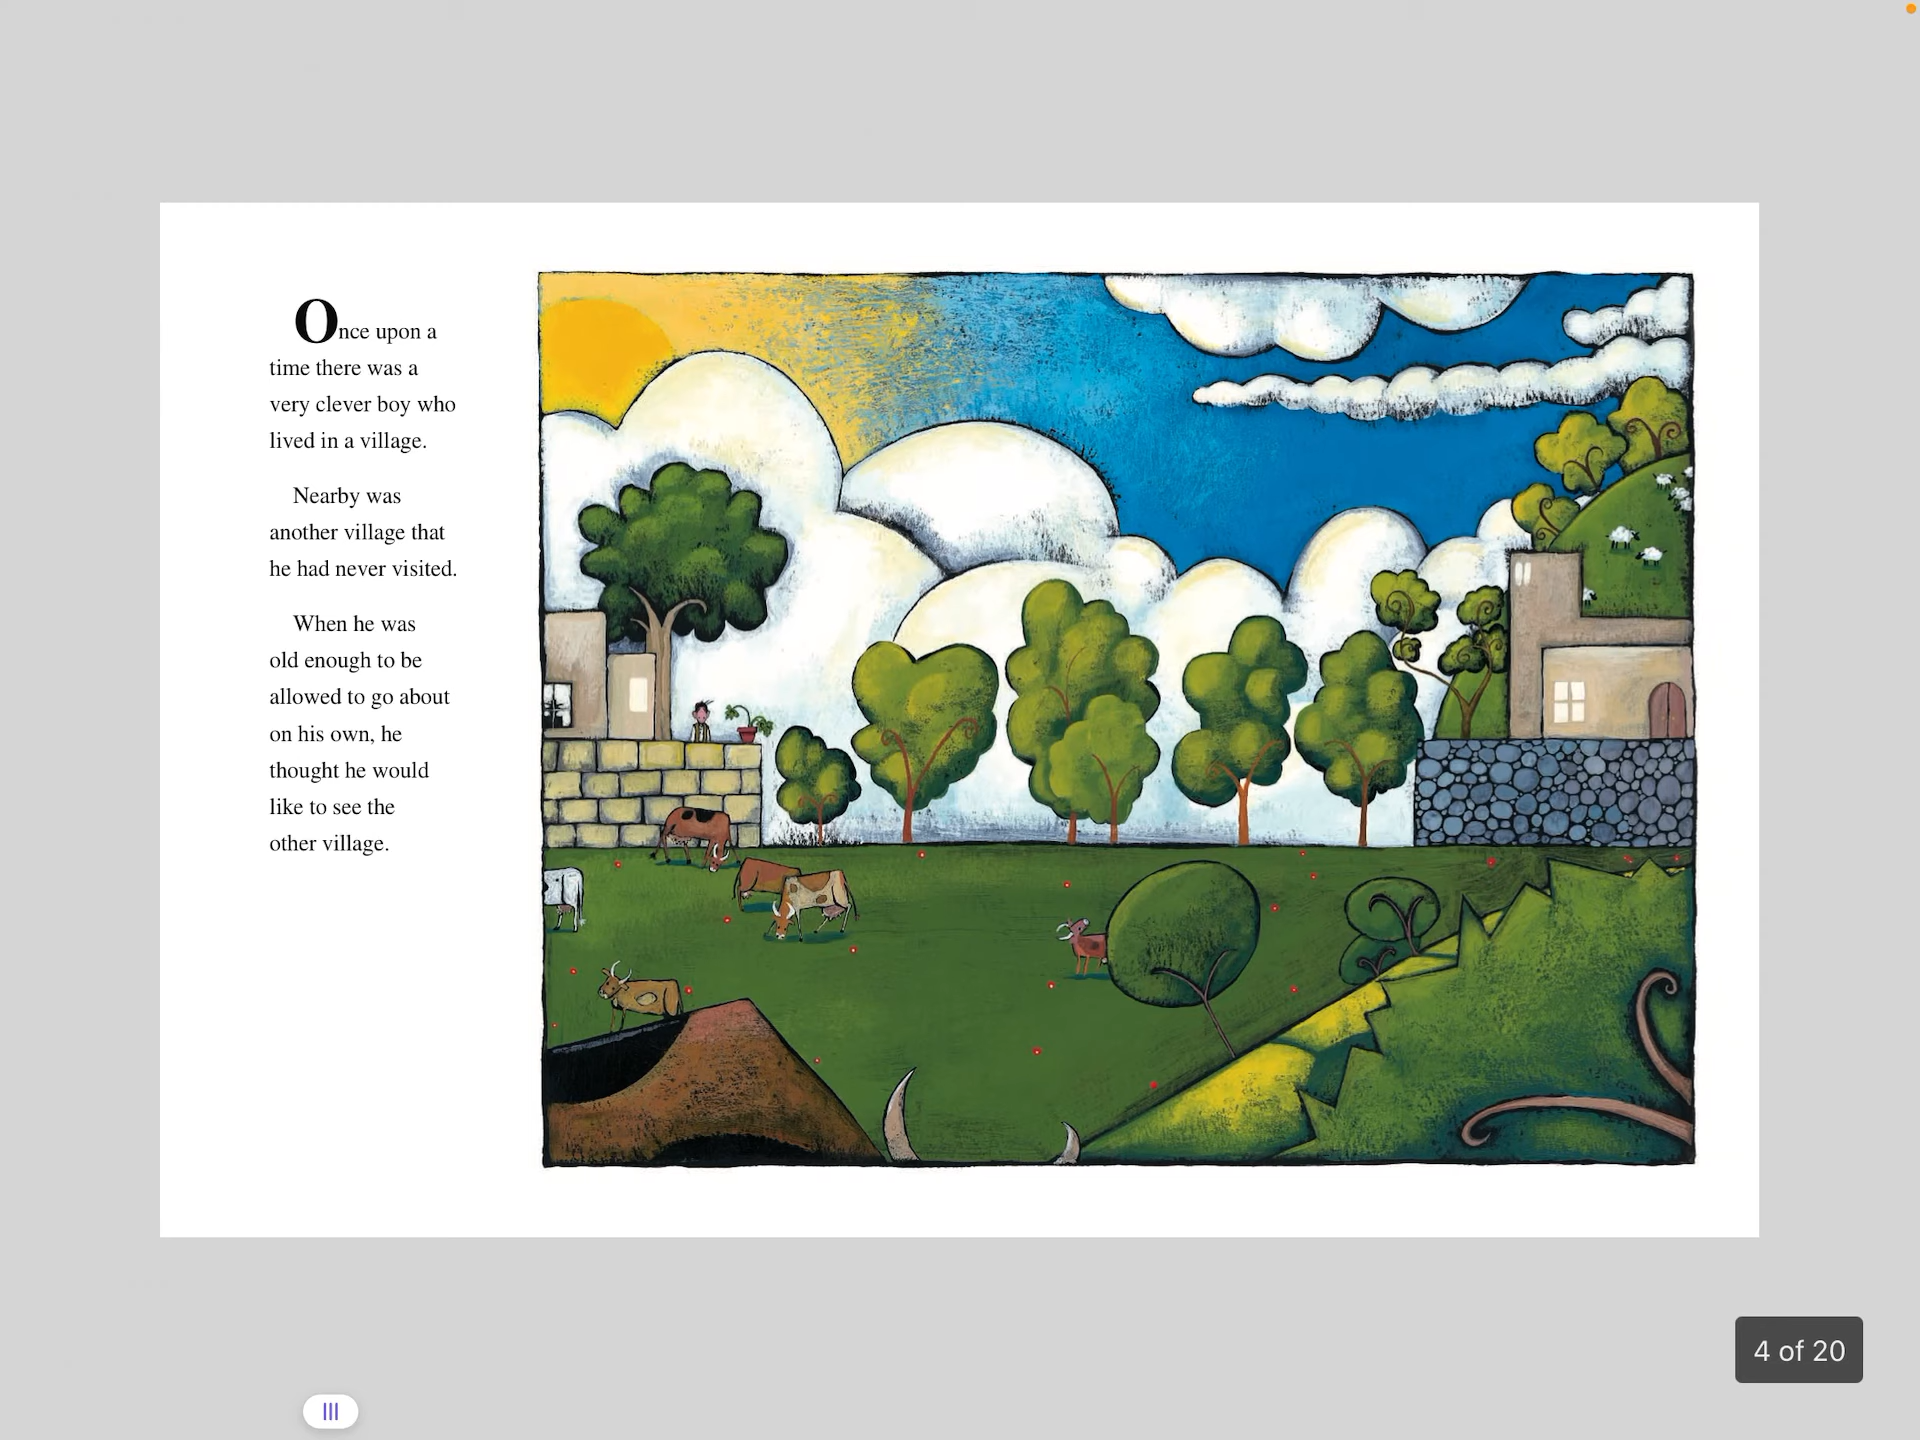 Once upon a
time there was a
very clever boy who
lived in a village.
Nearby was
another village that
he had never visited.
When he was
old enough to be
allowed to go about
on his own, he
thought he would
like to see the
other village.
4 of 20